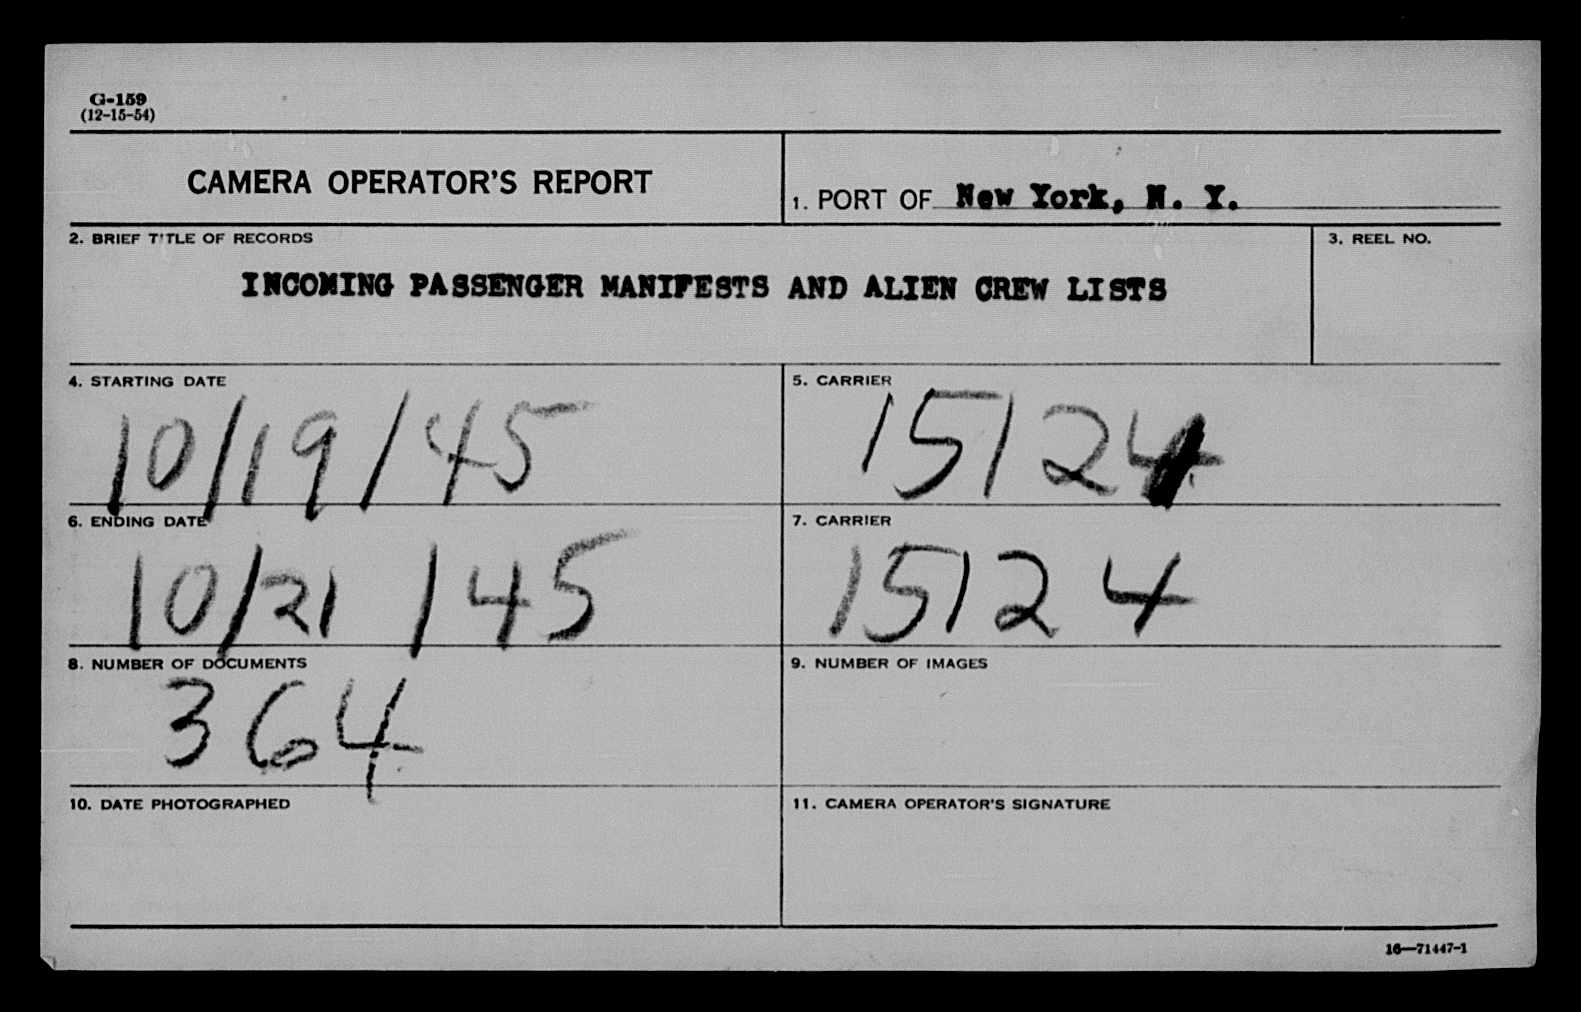 G-159
(12-15-54)
CAMERA OPERATOR'S REPORT
1. PORT OF New York, N. Y.
2. BRIEF TITLE OF RECORDS
3. REEL NO.
INCOMING PASSENGER MANIFESTS AND ALIEN CREW LISTS
4. STARTING DATE
10/19/45
5. CARRIER
15124
6. ENDING DATE
10/21/45
7. CARRIER
15124
8. NUMBER OF DOCUMENTS
364
9. NUMBER OF IMAGES
10. DATE PHOTOGRAPHED
11. CAMERA OPERATOR'S SIGNATURE
16—71447-1